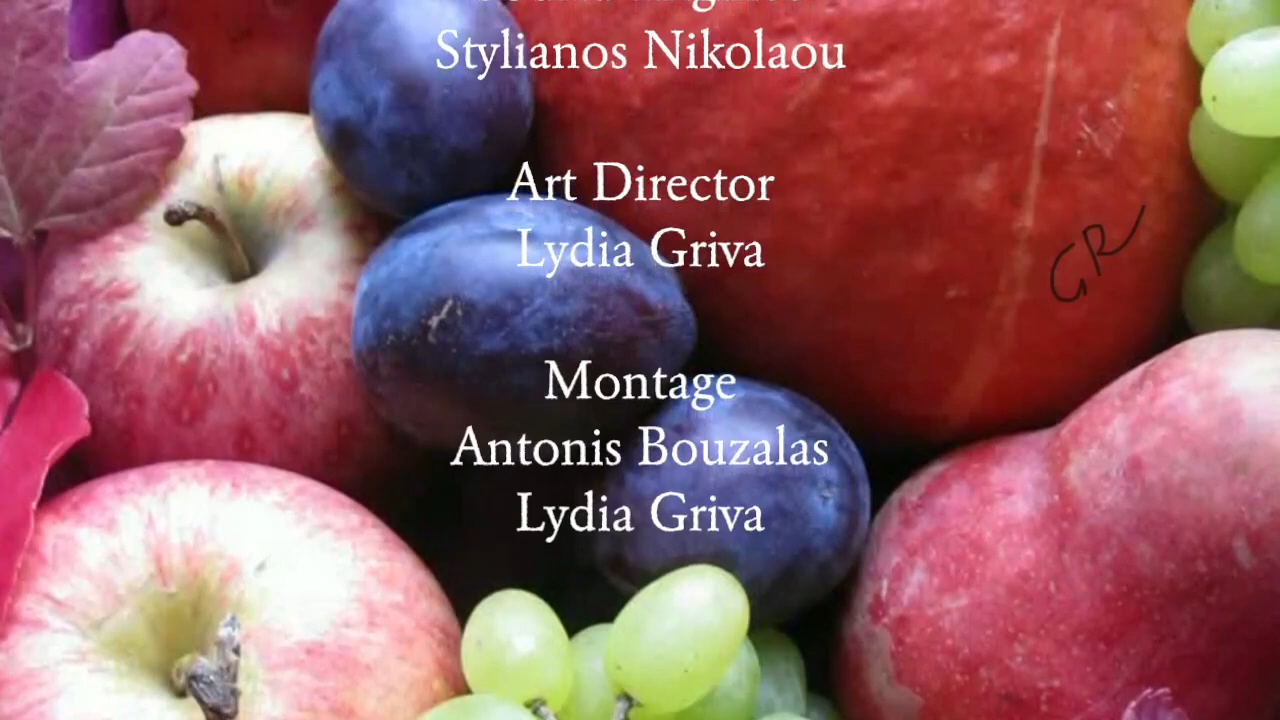 Stylianos Nikolaou
Art Director
Lydia Griva
GR
Montage
Antonis Bouzalas
Lydia Griva